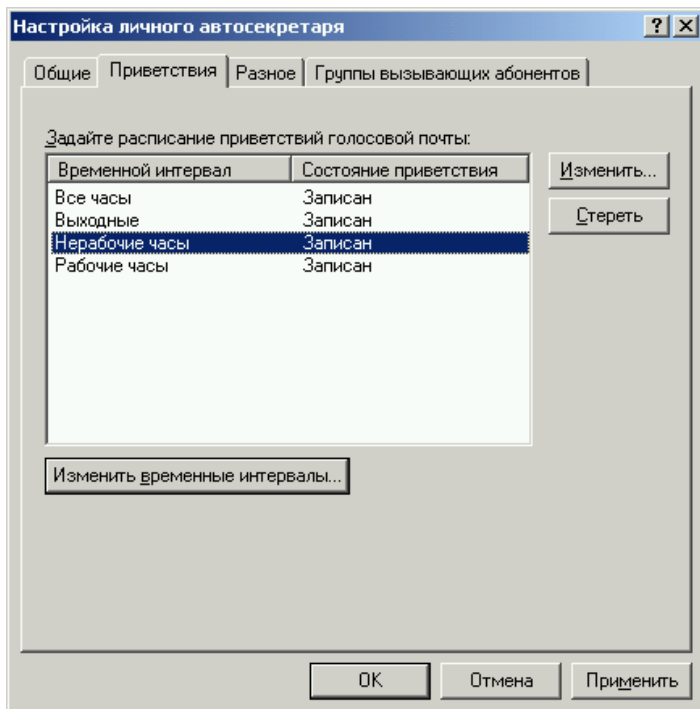 Настройка личного автосекретаря ? X
Общие Приветствия Разное Группы вызывающих абонентов
Задайте расписание приветствий голосовой почты:
Временной интервал Состояние приветствия Изменить...
Все часы Записан
Выходные Записан Стереть
Нерабочие часы Записан
Рабочие часы Записан
Изменить временные интервалы...
OK Отмена Применить